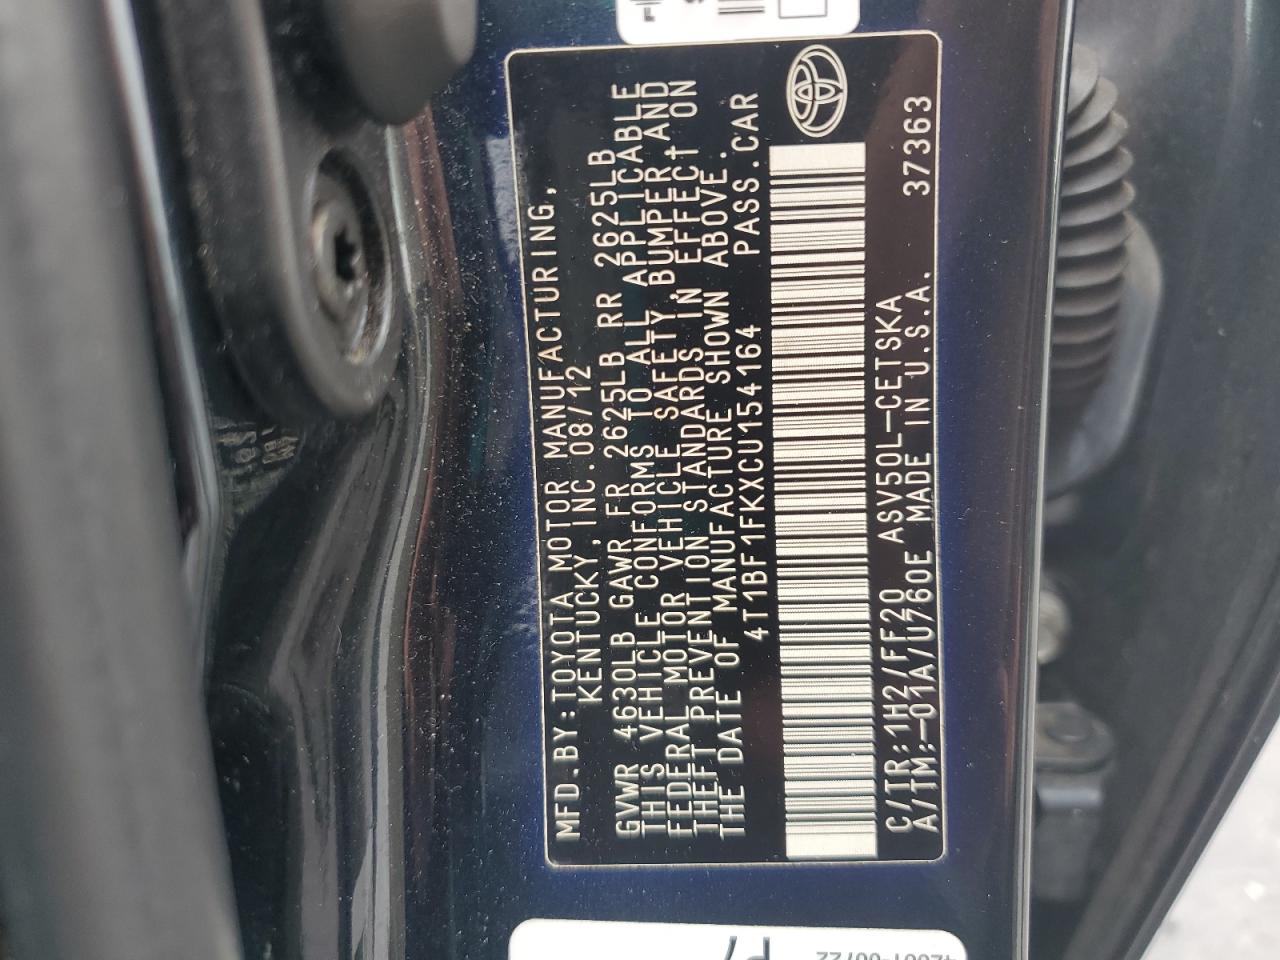 MFD.BY:TOYOTA MOTOR MANUFACTURING,
KENTUCKY,INC.08/12
GVWR 4630LB GAWR FR 2625LB RR 2625LB
THIS VEHICLE CONFORMS TO ALL APPLICABLE
FEDERAL MOTOR VEHICLE SAFETY,BUMPER,AND
THEFT PREVENTION STANDARDS IN EFFECT ON
THE DATE OF MANUFACTURE SHOWN ABOVE.
4T1BF1FKXCU154164 PASS.CAR
C/TR:1H2/FF20 ASV50L-CETSKA
A/TM:-01A/U760E MADE IN U.S.A. 37363